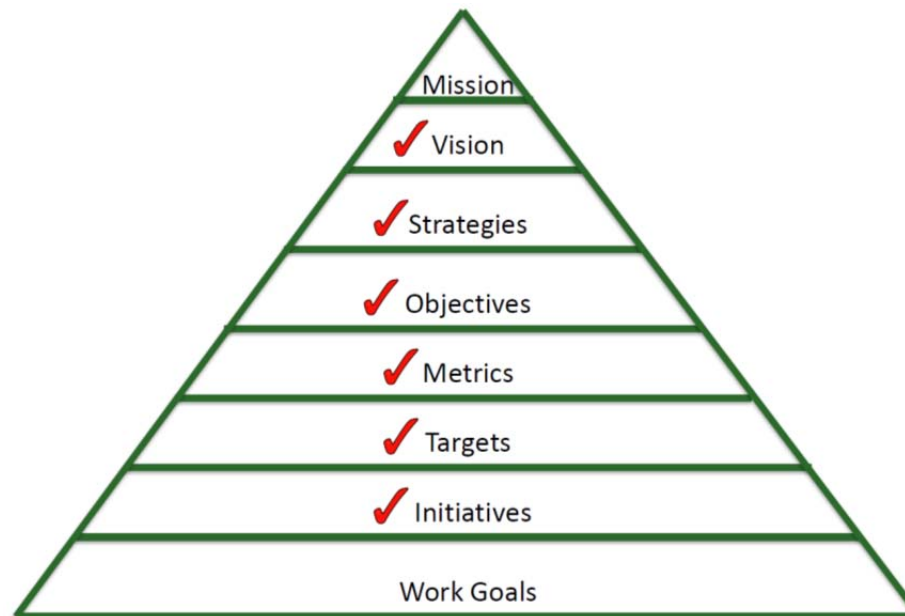 Mission
Vision
Strategies
Objectives
Metrics
Targets
Initiatives
Work Goals